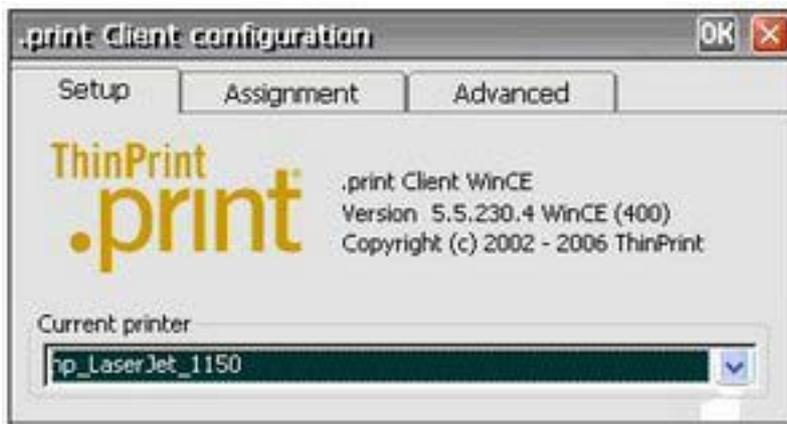 .print Client configuration OK
Setup Assignment Advanced
ThinPrint
.print
.print Client WinCE
Version 5.5.230.4 WinCE (400)
Copyright (c) 2002 - 2006 ThinPrint
Current printer
hp_LaserJet_1150